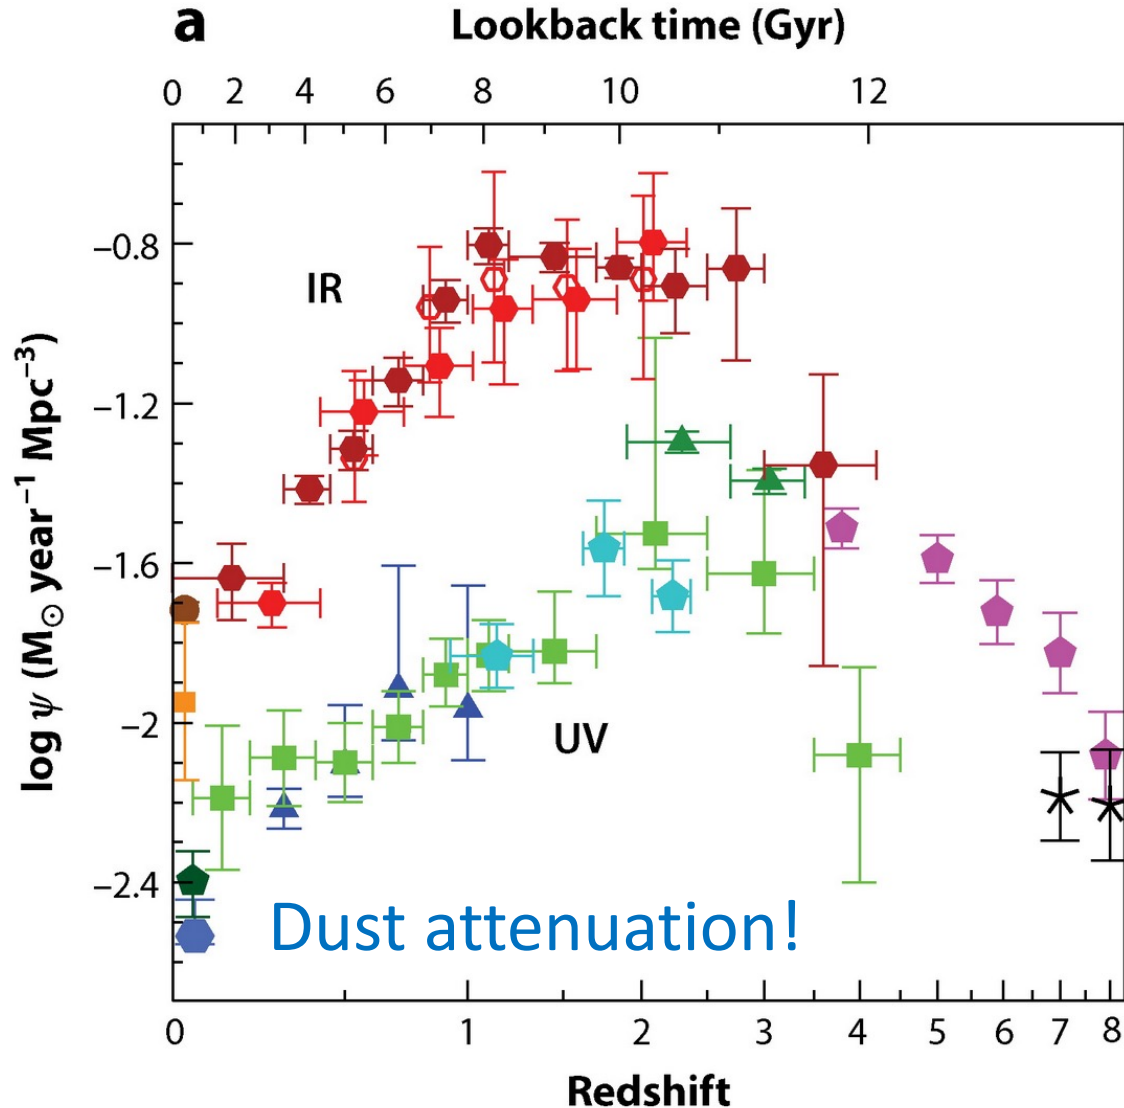 a
Lookback time (Gyr)
0 2 4 6 8 10 12
IR
−0.8
−1.2
−1.6
−2
−2.4
log ψ (M⊙ year⁻¹ Mpc⁻³)
UV
Dust attenuation!
0 1 2 3 4 5 6 7 8
Redshift